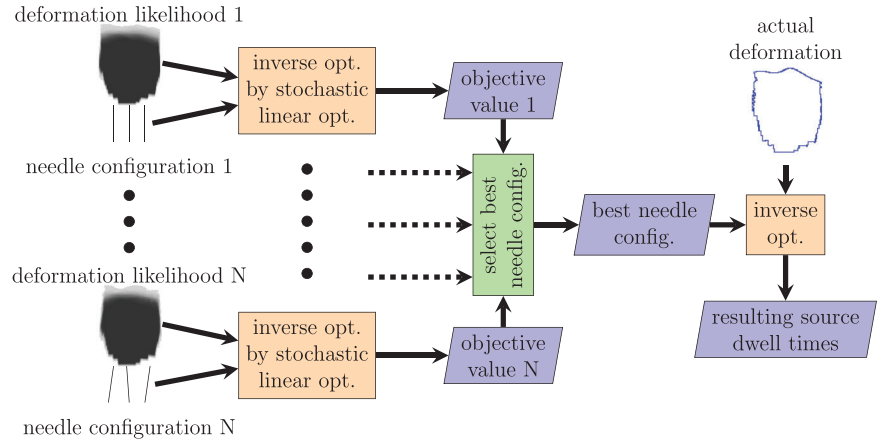 deformation likelihood 1
inverse opt.
by stochastic
linear opt.
objective
value 1
actual
deformation
needle configuration 1
select best
needle config.
best needle
config.
inverse
opt.
deformation likelihood N
inverse opt.
by stochastic
linear opt.
objective
value N
resulting source
dwell times
needle configuration N